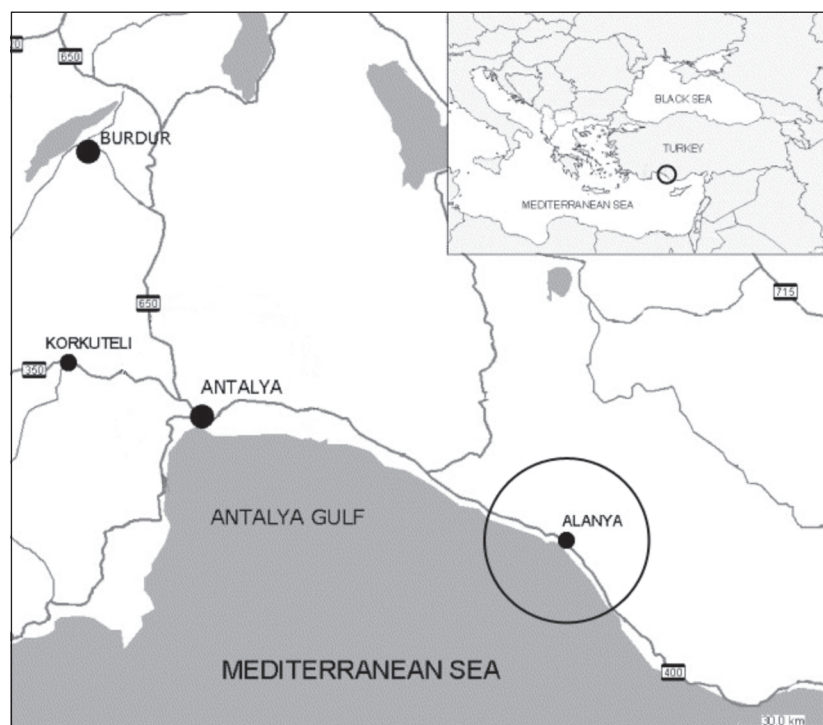 650
BURDUR
BLACK SEA
TURKEY
MEDITERRANEAN SEA
650
715
KORKUTELI
350
ANTALYA
ANTALYA GULF
ALANYA
MEDITERRANEAN SEA
400
30.0 km